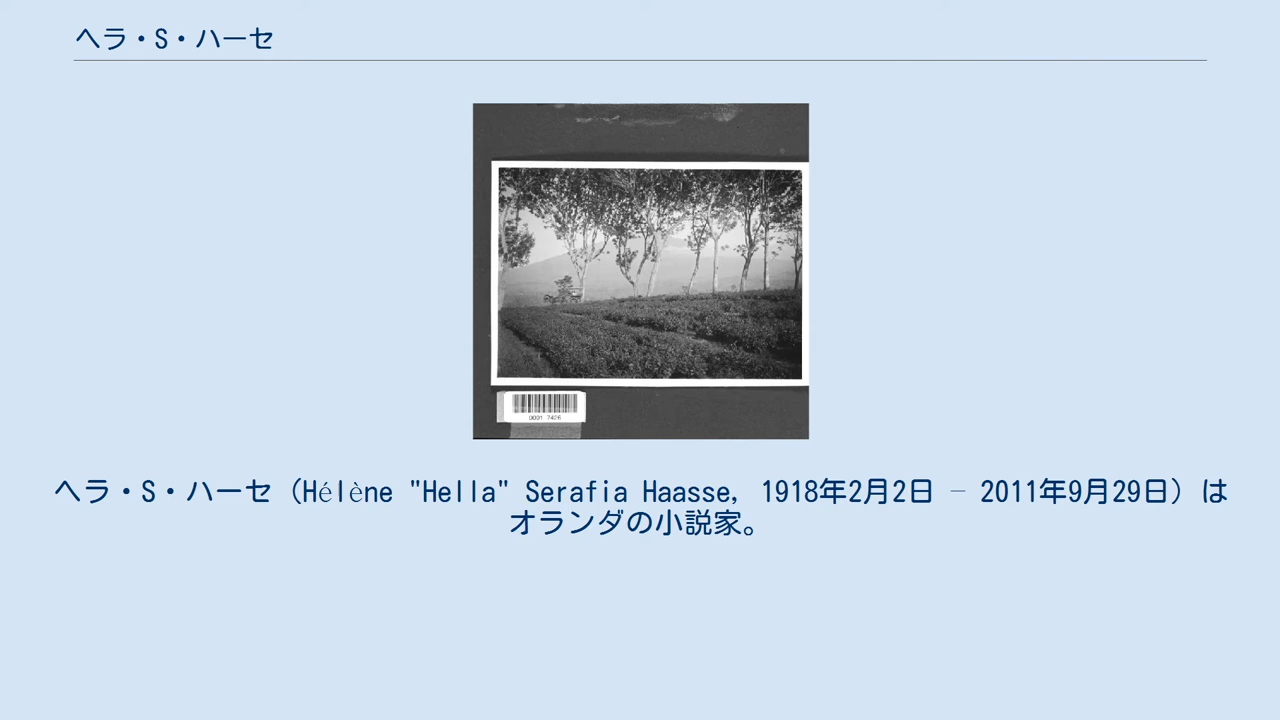 ヘラ・S・ハーセ
0001 7426
ヘラ・S・ハーセ（Hélène "Hella" Serafia Haasse, 1918年2月2日 – 2011年9月29日）は
オランダの小説家。